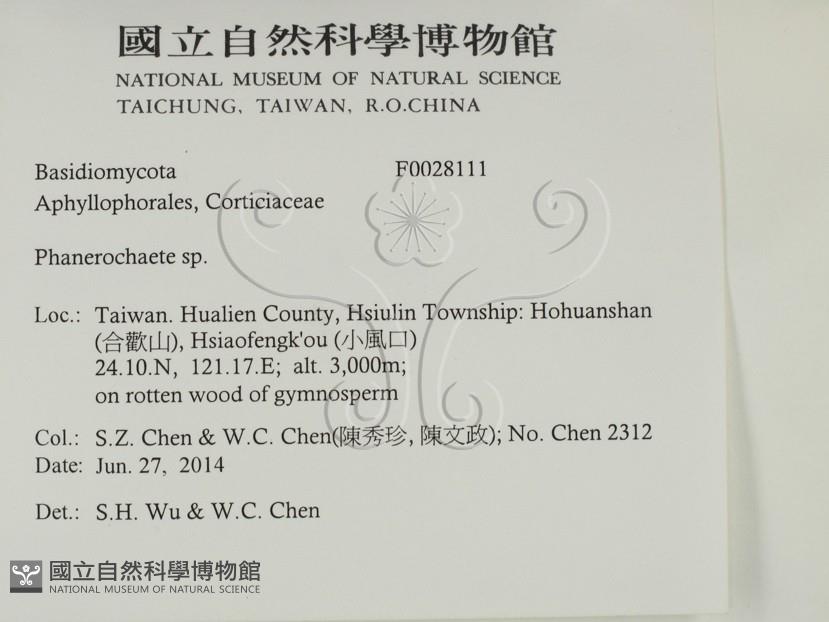 國立自然科學博物館
NATIONAL MUSEUM OF NATURAL SCIENCE
TAICHUNG, TAIWAN, R.O.CHINA
Basidiomycota F0028111
Aphyllophorales, Corticiaceae
Phanerochaete sp.
Loc.: Taiwan. Hualien County, Hsiulin Township: Hohuanshan
(合歡山), Hsiaofengk'ou (小風口)
24.10.N, 121.17.E; alt. 3,000m;
on rotten wood of gymnosperm
Col.: S.Z. Chen & W.C. Chen(陳秀珍, 陳文政); No. Chen 2312
Date: Jun. 27, 2014
Det.: S.H. Wu & W.C. Chen
國立自然科學博物館
NATIONAL MUSEUM OF NATURAL SCIENCE